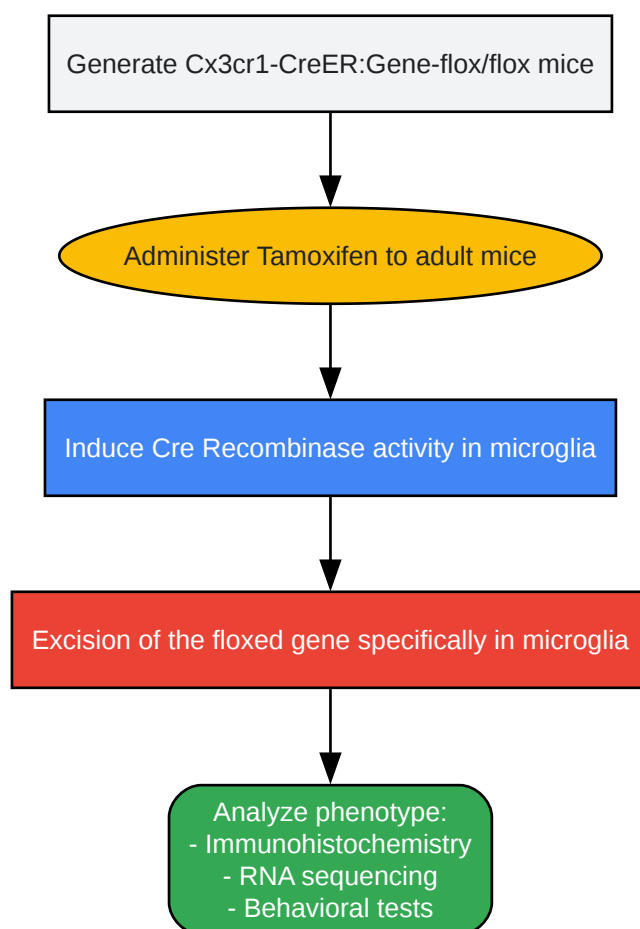 Generate Cx3cr1-CreER:Gene-flox/flox mice
Administer Tamoxifen to adult mice
Induce Cre Recombinase activity in microglia
Excision of the floxed gene specifically in microglia
Analyze phenotype:
- Immunohistochemistry
- RNA sequencing
- Behavioral tests